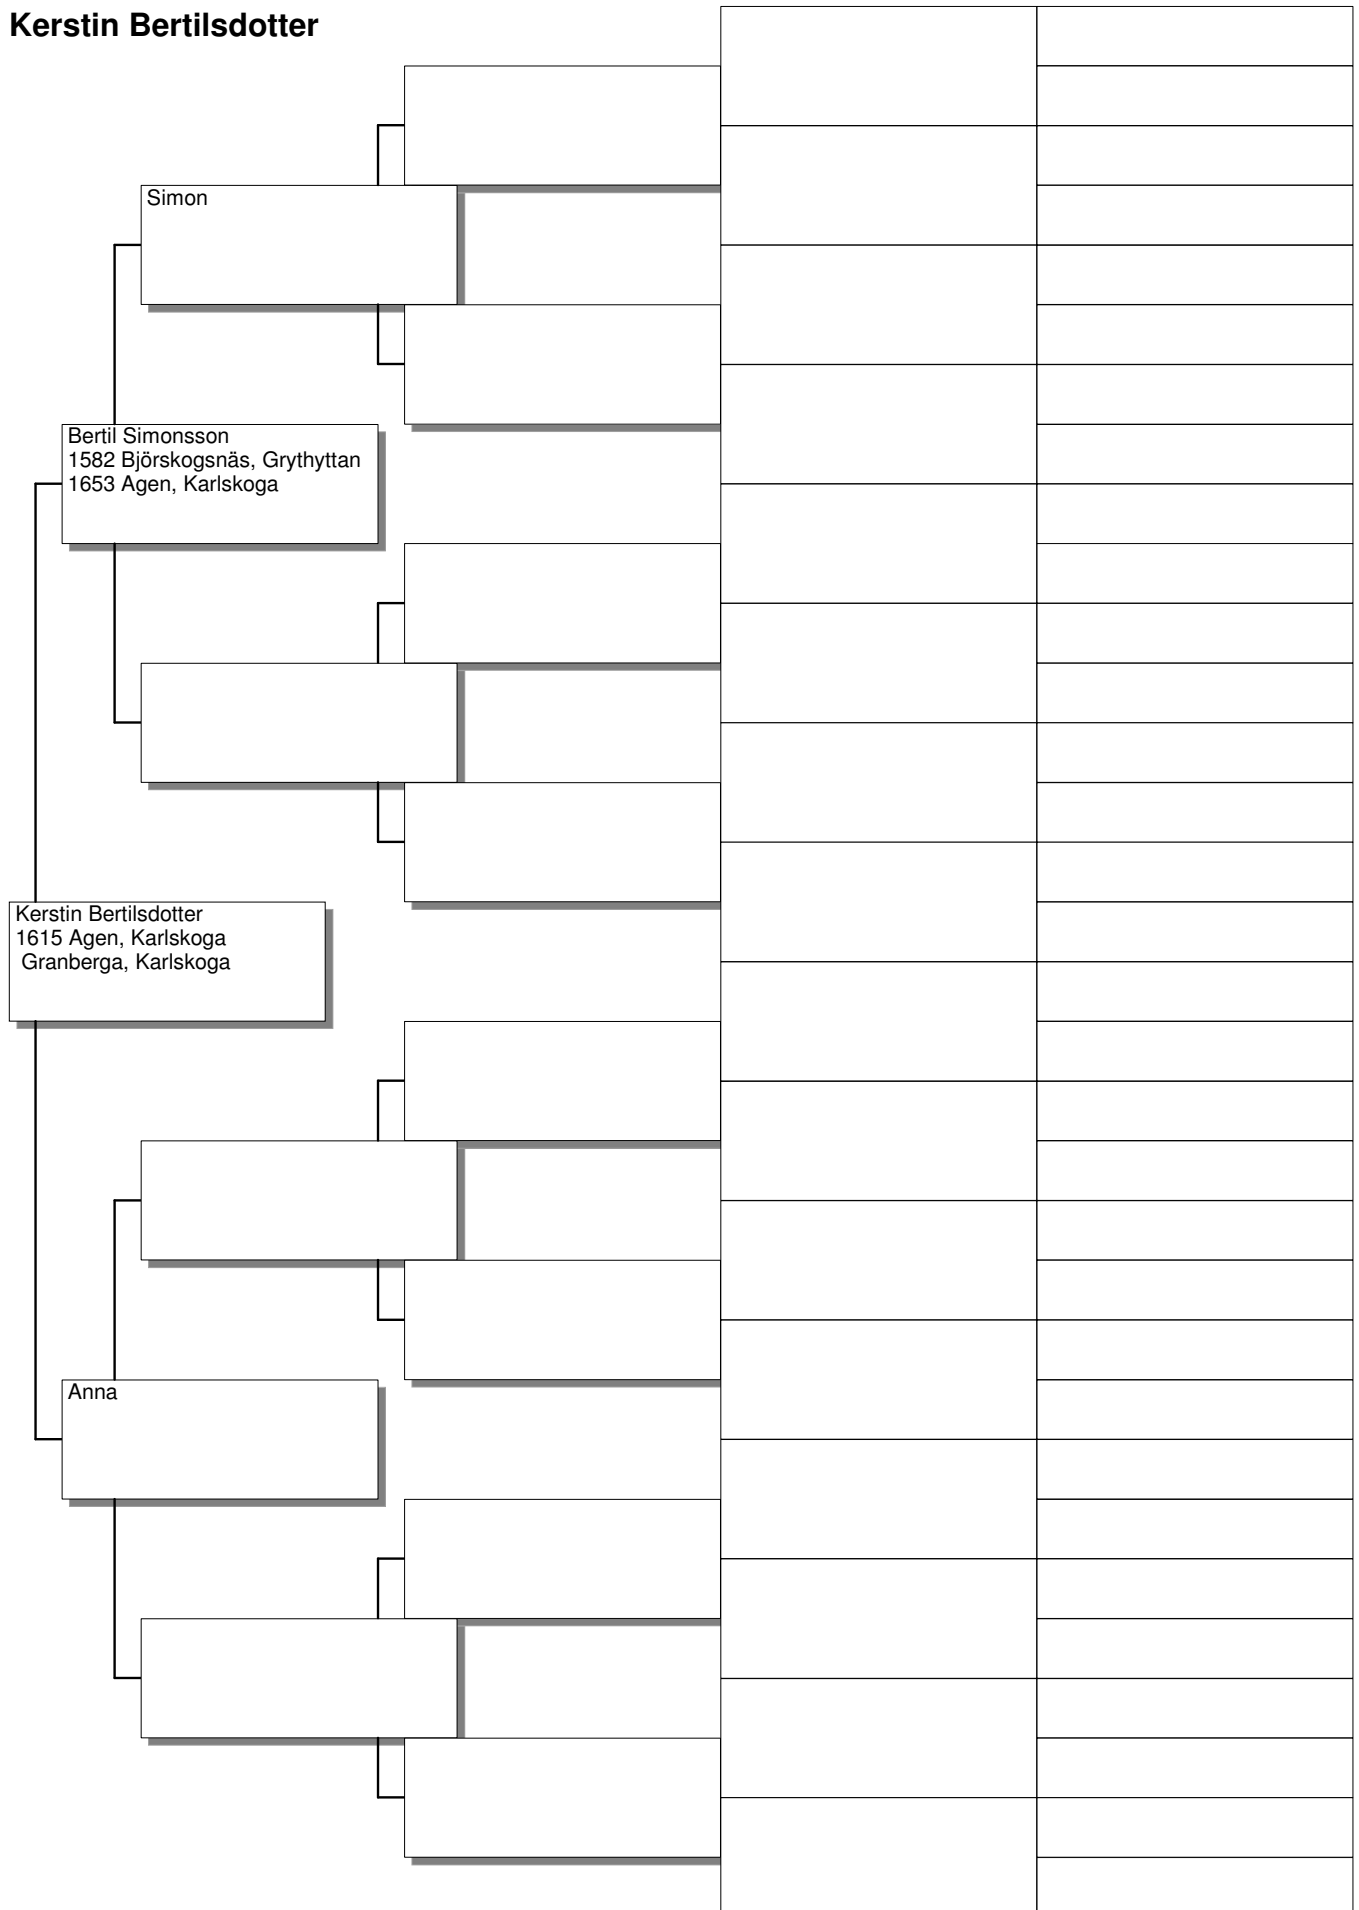 Kerstin Bertilsdotter
Simon
Bertil Simonsson
1582 Björskogsnäs, Grythyttan
1653 Agen, Karlskoga
Kerstin Bertilsdotter
1615 Agen, Karlskoga
Granberga, Karlskoga
Anna